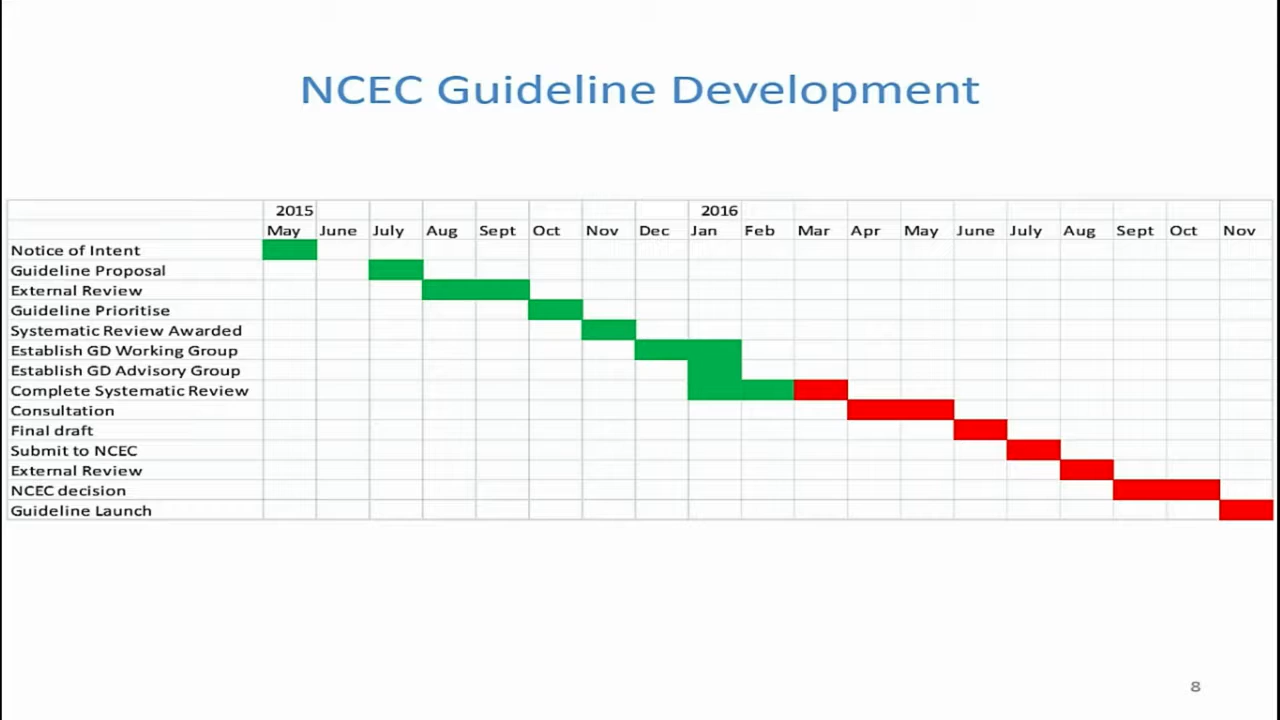 NCEC Guideline Development
2015 2016
May June July Aug Sept Oct Nov Dec Jan Feb Mar Apr May June July Aug Sept Oct Nov
Notice of Intent
Guideline Proposal
External Review
Guideline Prioritise
Systematic Review Awarded
Establish GD Working Group
Establish GD Advisory Group
Complete Systematic Review
Consultation
Final draft
Submit to NCEC
External Review
NCEC decision
Guideline Launch
8